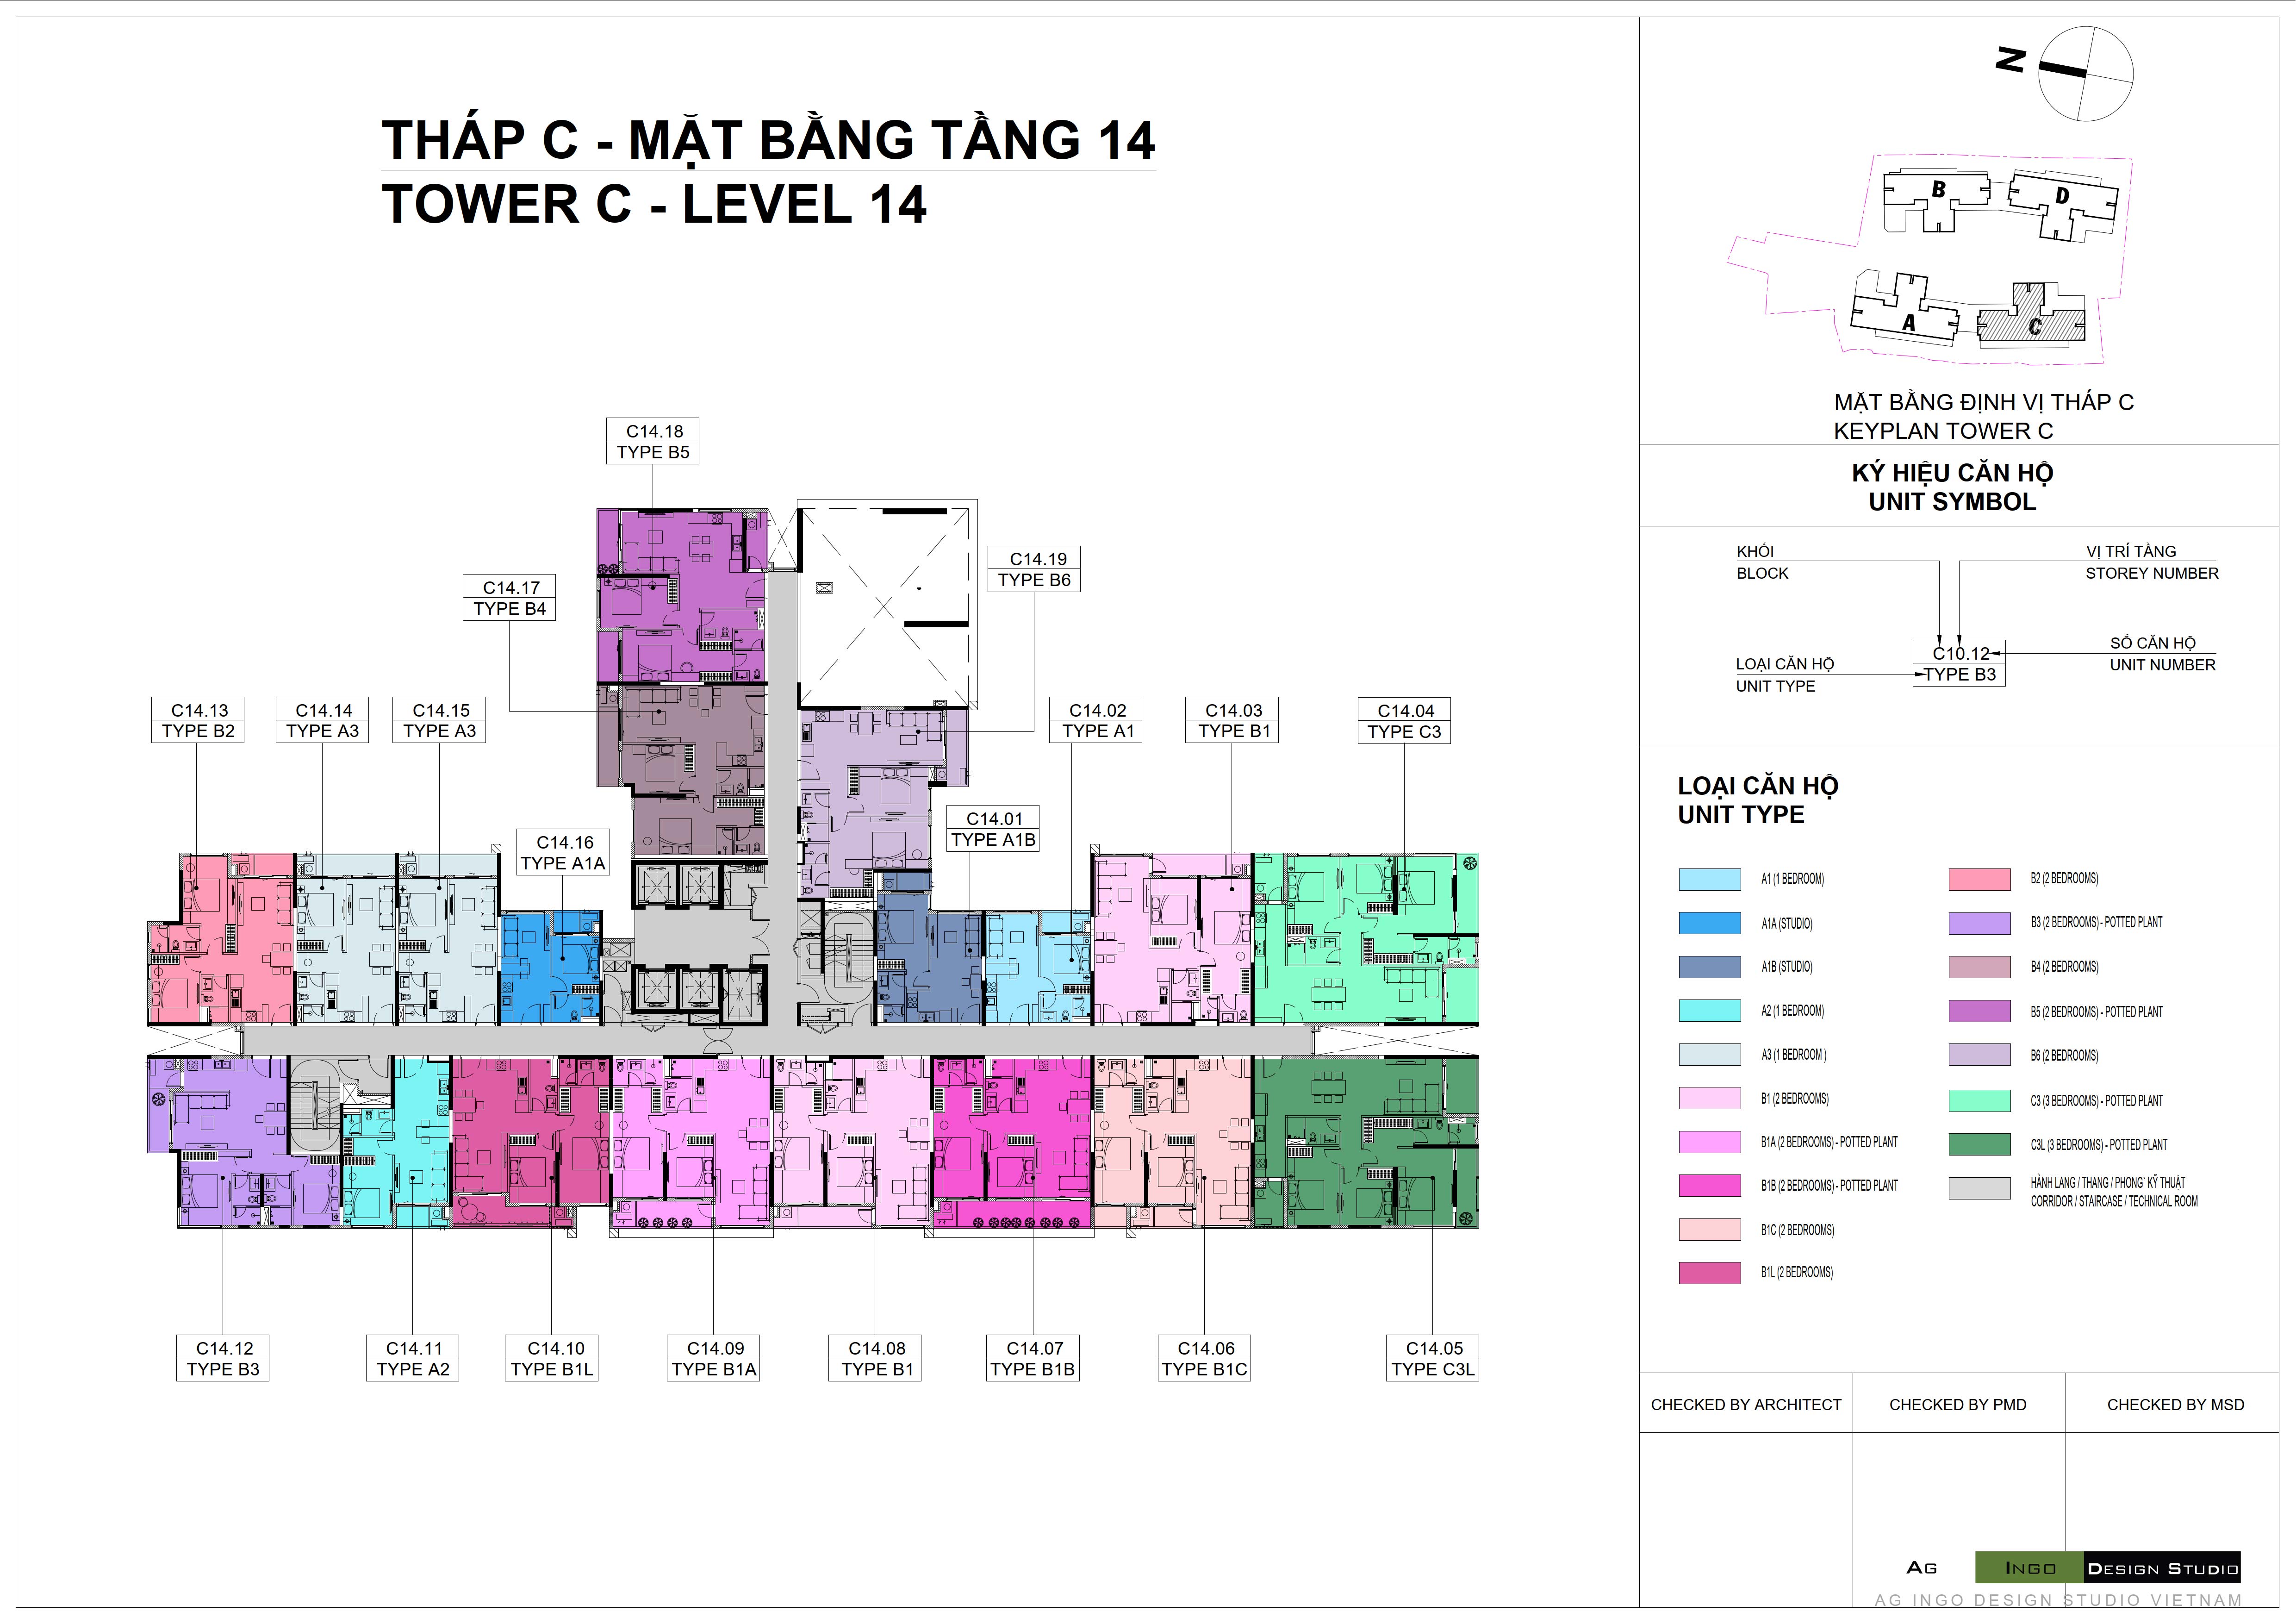 THÁP C - MẶT BẰNG TẦNG 14
TOWER C - LEVEL 14
N
B
D
A
C
MẶT BẰNG ĐỊNH VỊ THÁP C
KEYPLAN TOWER C
KÝ HIỆU CĂN HỘ
UNIT SYMBOL
KHỐI
BLOCK
VỊ TRÍ TẦNG
STOREY NUMBER
LOẠI CĂN HỘ
UNIT TYPE
C10.12
TYPE B3
SỐ CĂN HỘ
UNIT NUMBER
C14.18
TYPE B5
C14.19
TYPE B6
C14.17
TYPE B4
C14.13
TYPE B2
C14.14
TYPE A3
C14.15
TYPE A3
C14.02
TYPE A1
C14.03
TYPE B1
C14.04
TYPE C3
C14.16
TYPE A1A
C14.01
TYPE A1B
C14.12
TYPE B3
C14.11
TYPE A2
C14.10
TYPE B1L
C14.09
TYPE B1A
C14.08
TYPE B1
C14.07
TYPE B1B
C14.06
TYPE B1C
C14.05
TYPE C3L
LOẠI CĂN HỘ
UNIT TYPE
A1 (1 BEDROOM)
A1A (STUDIO)
A1B (STUDIO)
A2 (1 BEDROOM)
A3 (1 BEDROOM )
B1 (2 BEDROOMS)
B1A (2 BEDROOMS) - POTTED PLANT
B1B (2 BEDROOMS) - POTTED PLANT
B1C (2 BEDROOMS)
B1L (2 BEDROOMS)
B2 (2 BEDROOMS)
B3 (2 BEDROOMS) - POTTED PLANT
B4 (2 BEDROOMS)
B5 (2 BEDROOMS) - POTTED PLANT
B6 (2 BEDROOMS)
C3 (3 BEDROOMS) - POTTED PLANT
C3L (3 BEDROOMS) - POTTED PLANT
HÀNH LANG / THANG / PHONG` KỸ THUẬT
CORRIDOR / STAIRCASE / TECHNICAL ROOM
CHECKED BY ARCHITECT
CHECKED BY PMD
CHECKED BY MSD
AG INGO DESIGN STUDIO
AG INGO DESIGN STUDIO VIETNAM